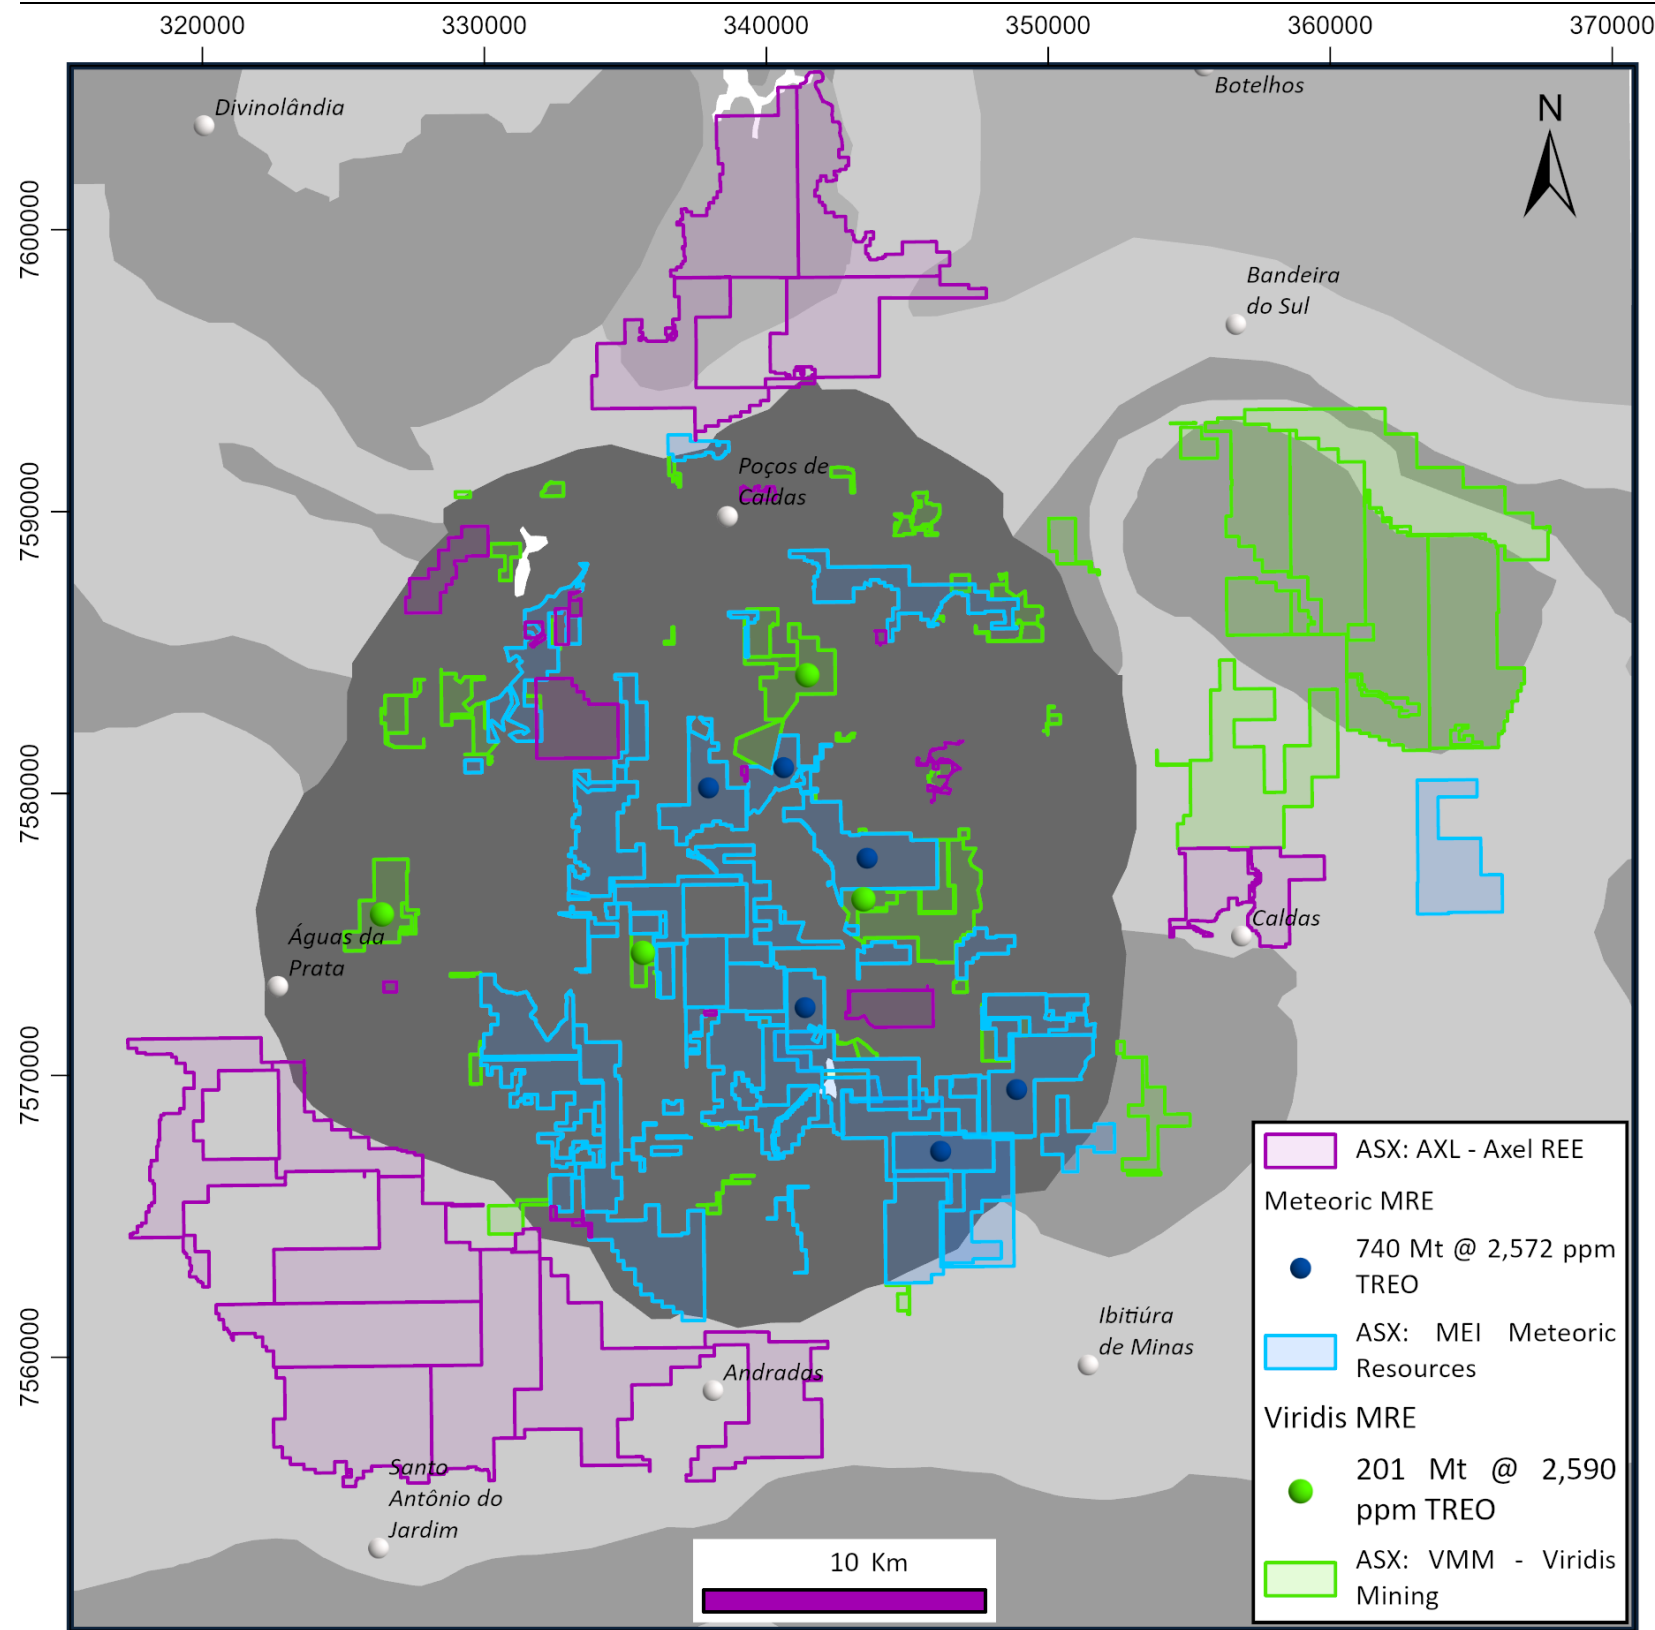 320000 330000 340000 350000 360000 370000
7600000
7590000
7580000
7570000
7560000
Divinolândia
Botelhos
N
Bandeira
do Sul
Poços de
Caldas
Águas da
Prata
Caldas
Ibitiúra
de Minas
Andradas
Santo
Antônio do
Jardim
10 Km
ASX: AXL - Axel REE
Meteoric MRE
740 Mt @ 2,572 ppm
TREO
ASX: MEI Meteoric
Resources
Viridis MRE
201 Mt @ 2,590
ppm TREO
ASX: VMM - Viridis
Mining